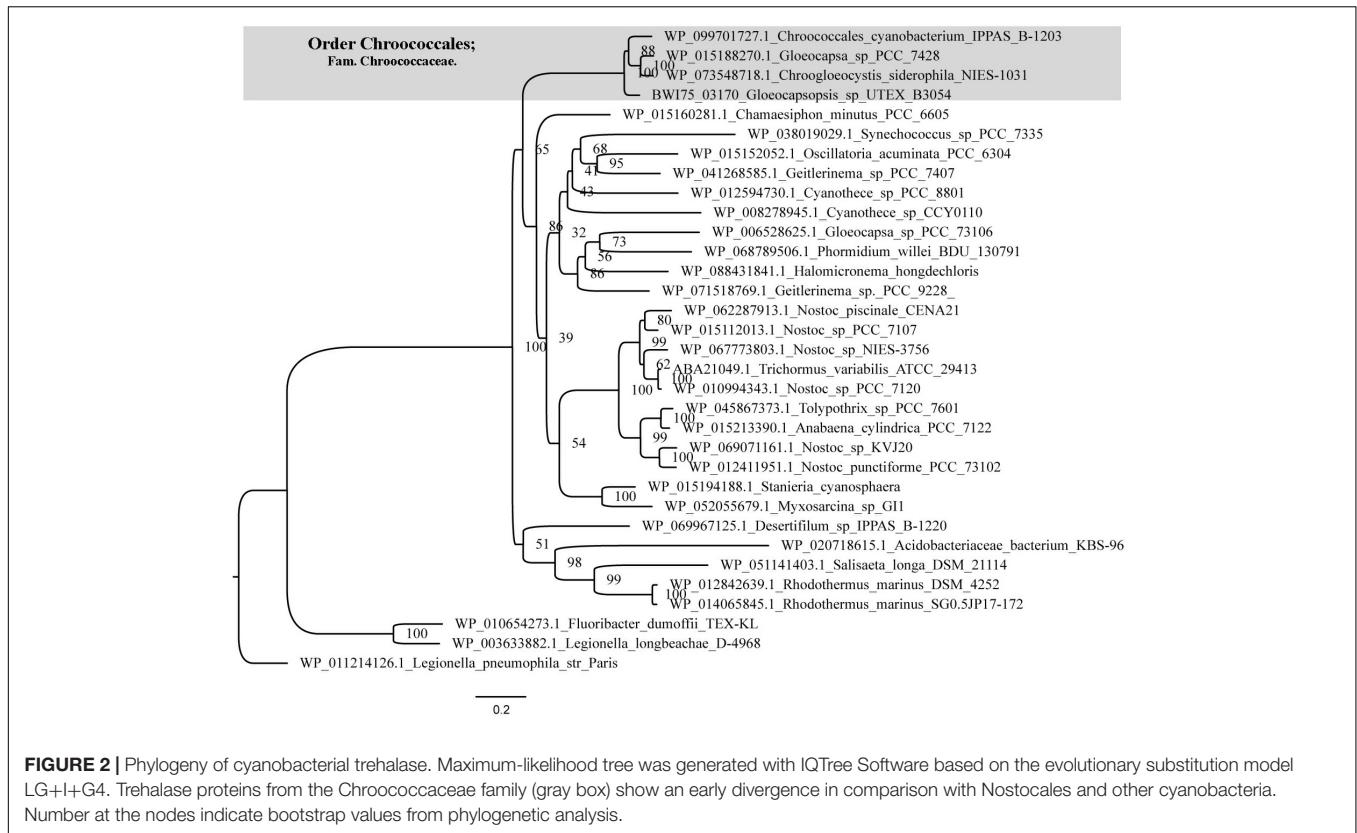 Order Chroococcales;
Fam. Chroococcaceae.
WP_099701727.1_Chroococcales_cyanobacterium_IPPAS_B-1203
88
WP_015188270.1_Gloeocapsa_sp_PCC_7428
100
100
WP_073548718.1_Chroogloeocystis_siderophila_NIES-1031
BWI75_03170_Gloeocapsopsis_sp_UTEX_B3054
WP_015160281.1_Chamaesiphon_minutus_PCC_6605
WP_038019029.1_Synechococcus_sp_PCC_7335
65
68
WP_015152052.1_Oscillatoria_acuminata_PCC_6304
95
41
WP_041268585.1_Geitlerinema_sp_PCC_7407
43
WP_012594730.1_Cyanothece_sp_PCC_8801
WP_008278945.1_Cyanothece_sp_CCY0110
86
32
WP_006528625.1_Gloeocapsa_sp_PCC_73106
73
WP_068789506.1_Phormidium_willei_BDU_130791
56
86
WP_088431841.1_Halomicronema_hongdechloris
WP_071518769.1_Geitlerinema_sp._PCC_9228_
WP_062287913.1_Nostoc_piscinale_CENA21
80
WP_015112013.1_Nostoc_sp_PCC_7107
100
39
99
WP_067773803.1_Nostoc_sp_NIES-3756
62
ABA21049.1_Trichormus_variabilis_ATCC_29413
100
100
WP_010994343.1_Nostoc_sp_PCC_7120
WP_045867373.1_Tolypothrix_sp_PCC_7601
100
WP_015213390.1_Anabaena_cylindrica_PCC_7122
54
99
WP_069071161.1_Nostoc_sp_KVJ20
100
WP_012411951.1_Nostoc_punctiforme_PCC_73102
WP_015194188.1_Stanieria_cyanosphaera
100
WP_052055679.1_Myxosarcina_sp_GI1
WP_069967125.1_Desertifilum_sp_IPPAS_B-1220
51
WP_020718615.1_Acidobacteriaceae_bacterium_KBS-96
98
WP_051141403.1_Salisaeta_longa_DSM_21114
99
WP_012842639.1_Rhodothermus_marinus_DSM_4252
100
WP_014065845.1_Rhodothermus_marinus_SG0.5JP17-172
WP_010654273.1_Fluoribacter_dumoffii_TEX-KL
100
WP_003633882.1_Legionella_longbeachae_D-4968
WP_011214126.1_Legionella_pneumophila_str_Paris
0.2
FIGURE 2 | Phylogeny of cyanobacterial trehalase. Maximum-likelihood tree was generated with IQTree Software based on the evolutionary substitution model
LG+I+G4. Trehalase proteins from the Chroococcaceae family (gray box) show an early divergence in comparison with Nostocales and other cyanobacteria.
Number at the nodes indicate bootstrap values from phylogenetic analysis.